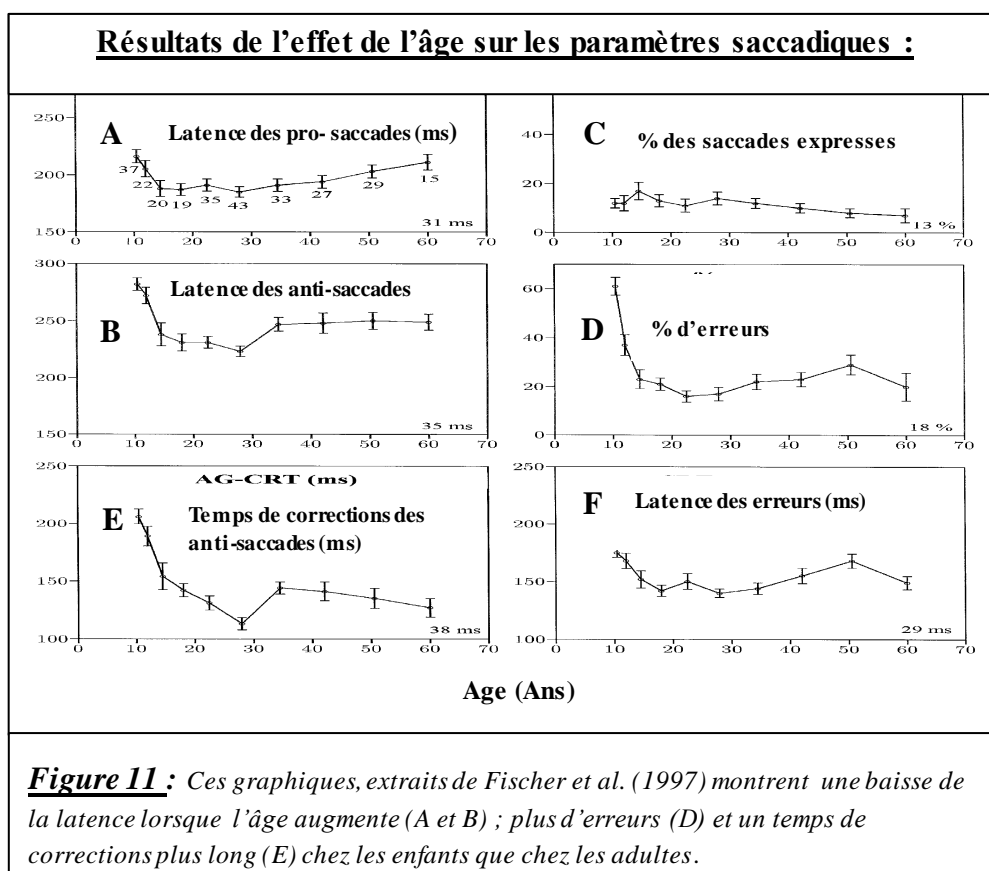 Résultats de l'effet de l'âge sur les paramètres saccadiques :
250
A
Latence des pro-saccades (ms)
200
37
22
20
19
35
43
33
27
29
15
150
31 ms
0 10 20 30 40 50 60 70
C
% des saccades expresses
40
20
0
13 %
0 10 20 30 40 50 60 70
300
Latence des anti-saccades
250
B
200
150
35 ms
0 10 20 30 40 50 60 70
60
D
% d'erreurs
40
20
0
18 %
0 10 20 30 40 50 60 70
250
AG-CRT (ms)
E
Temps de corrections des
anti-saccades (ms)
200
150
100
38 ms
0 10 20 30 40 50 60 70
250
F
Latence des erreurs (ms)
200
150
100
29 ms
0 10 20 30 40 50 60 70
Age (Ans)
Figure 11 : Ces graphiques, extraits de Fischer et al. (1997) montrent une baisse de
la latence lorsque l'âge augmente (A et B) ; plus d'erreurs (D) et un temps de
corrections plus long (E) chez les enfants que chez les adultes.